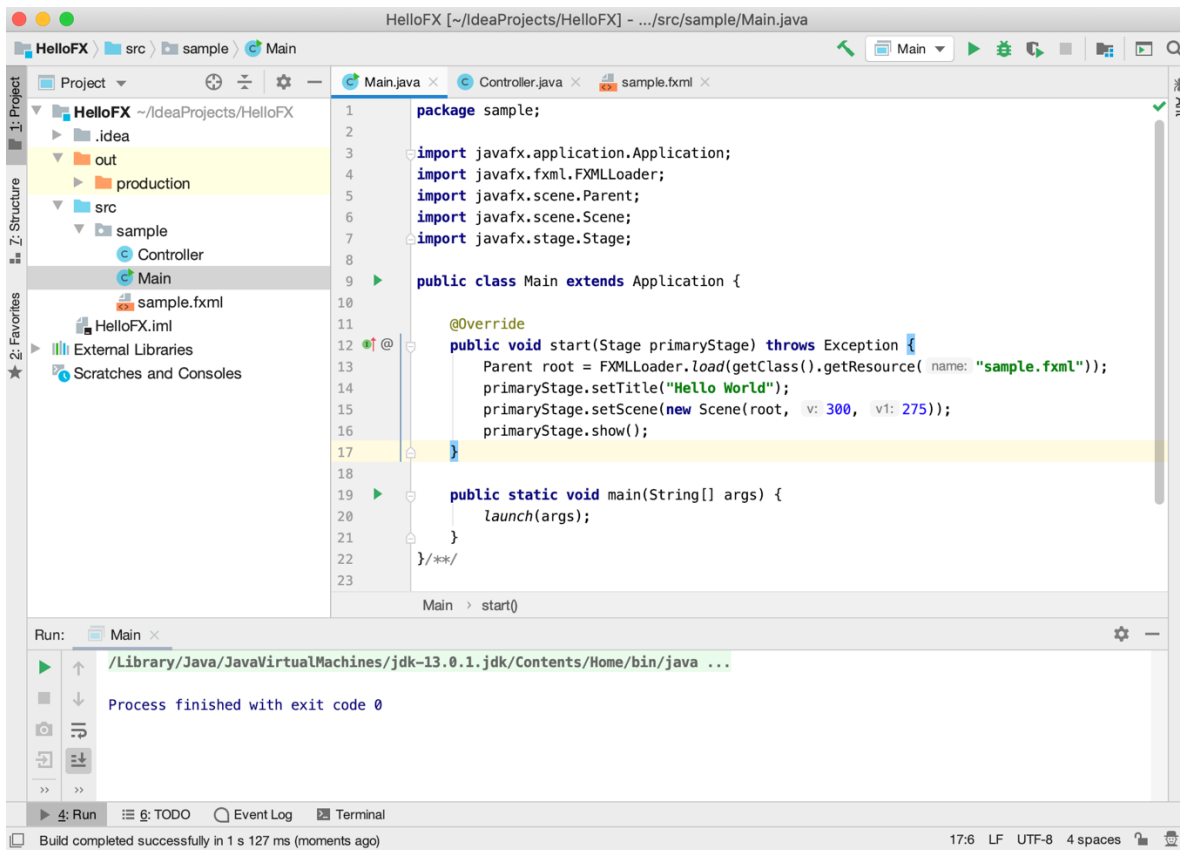 HelloFX [~/IdeaProjects/HelloFX] - .../src/sample/Main.java
HelloFX src sample Main
Main
1: Project
7: Structure
2: Favorites
Project
HelloFX ~/IdeaProjects/HelloFX
.idea
out
production
src
sample
Controller
Main
sample.fxml
HelloFX.iml
External Libraries
Scratches and Consoles
Main.java Controller.java sample.fxml
1 package sample;
2
3 import javafx.application.Application;
4 import javafx.fxml.FXMLLoader;
5 import javafx.scene.Parent;
6 import javafx.scene.Scene;
7 import javafx.stage.Stage;
8
9 public class Main extends Application {
10
11 @Override
12 @ public void start(Stage primaryStage) throws Exception {
13 Parent root = FXMLLoader.load(getClass().getResource( name: "sample.fxml"));
14 primaryStage.setTitle("Hello World");
15 primaryStage.setScene(new Scene(root, v: 300, v1: 275));
16 primaryStage.show();
17 }
18
19 public static void main(String[] args) {
20 launch(args);
21 }
22 }/**/
23
Main › start()
Run: Main
/Library/Java/JavaVirtualMachines/jdk-13.0.1.jdk/Contents/Home/bin/java ...
Process finished with exit code 0
4: Run 6: TODO Event Log Terminal
Build completed successfully in 1 s 127 ms (moments ago) 17:6 LF UTF-8 4 spaces